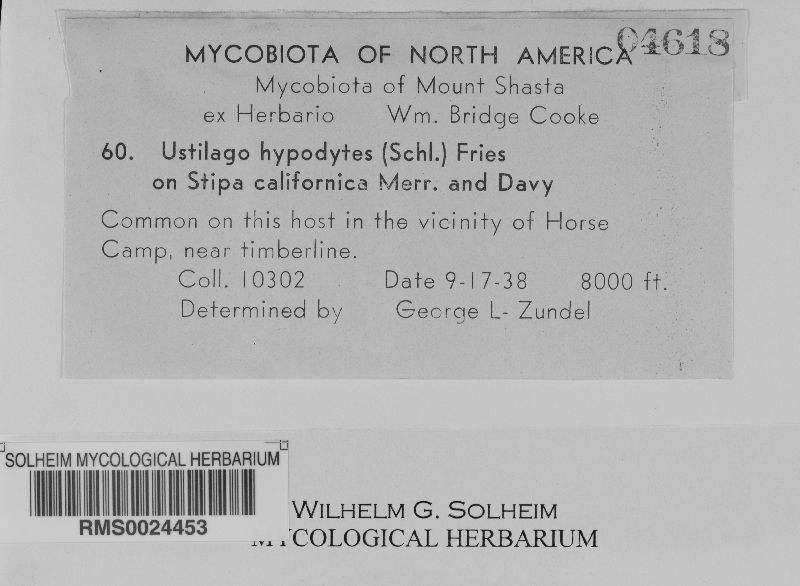 04618
MYCOBIOTA OF NORTH AMERICA
Mycobiota of Mount Shasta
ex Herbario Wm. Bridge Cooke
60. Ustilago hypodytes (Schl.) Fries
on Stipa californica Merr. and Davy
Common on this host in the vicinity of Horse
Camp, near timberline.
Coll. 10302 Date 9-17-38 8000 ft.
Determined by George L- Zundel
SOLHEIM MYCOLOGICAL HERBARIUM
RMS0024453
WILHELM G. SOLHEIM
MYCOLOGICAL HERBARIUM